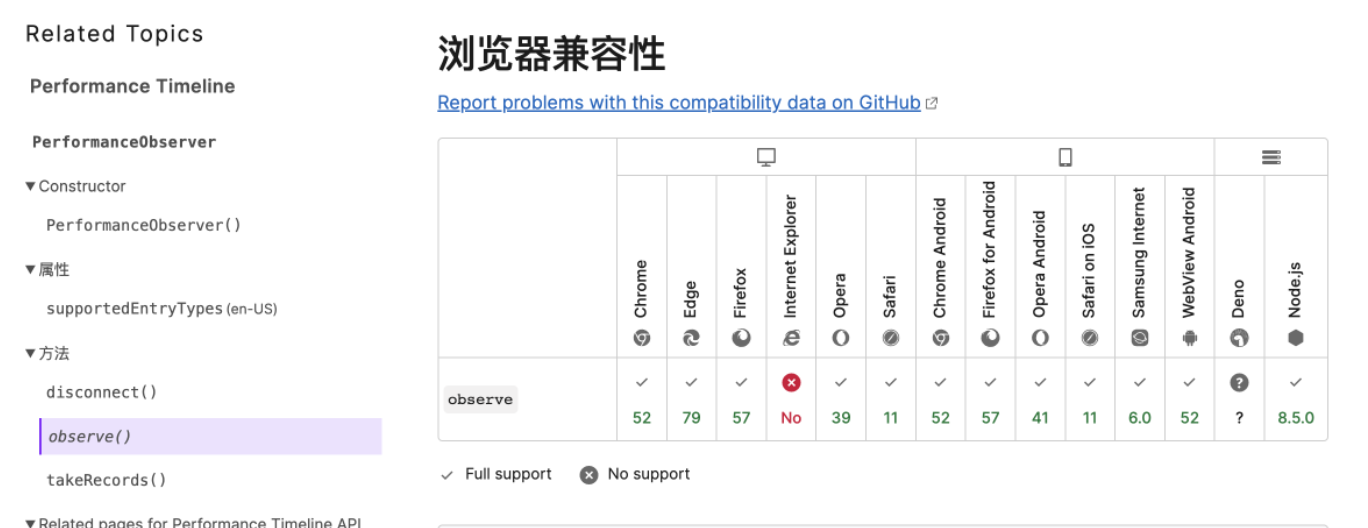 Related Topics
Performance Timeline
PerformanceObserver
▼Constructor
PerformanceObserver()
▼属性
supportedEntryTypes(en-US)
▼方法
disconnect()
observe()
takeRecords()
▼Related pages for Performance Timeline API
浏览器兼容性
Report problems with this compatibility data on GitHub
Chrome Edge Firefox Internet Explorer Opera Safari Chrome Android Firefox for Android Opera Android Safari on iOS Samsung Internet WebView Android Deno Node.js
observe
52 79 57 No 39 11 52 57 41 11 6.0 52 ? 8.5.0
Full support No support